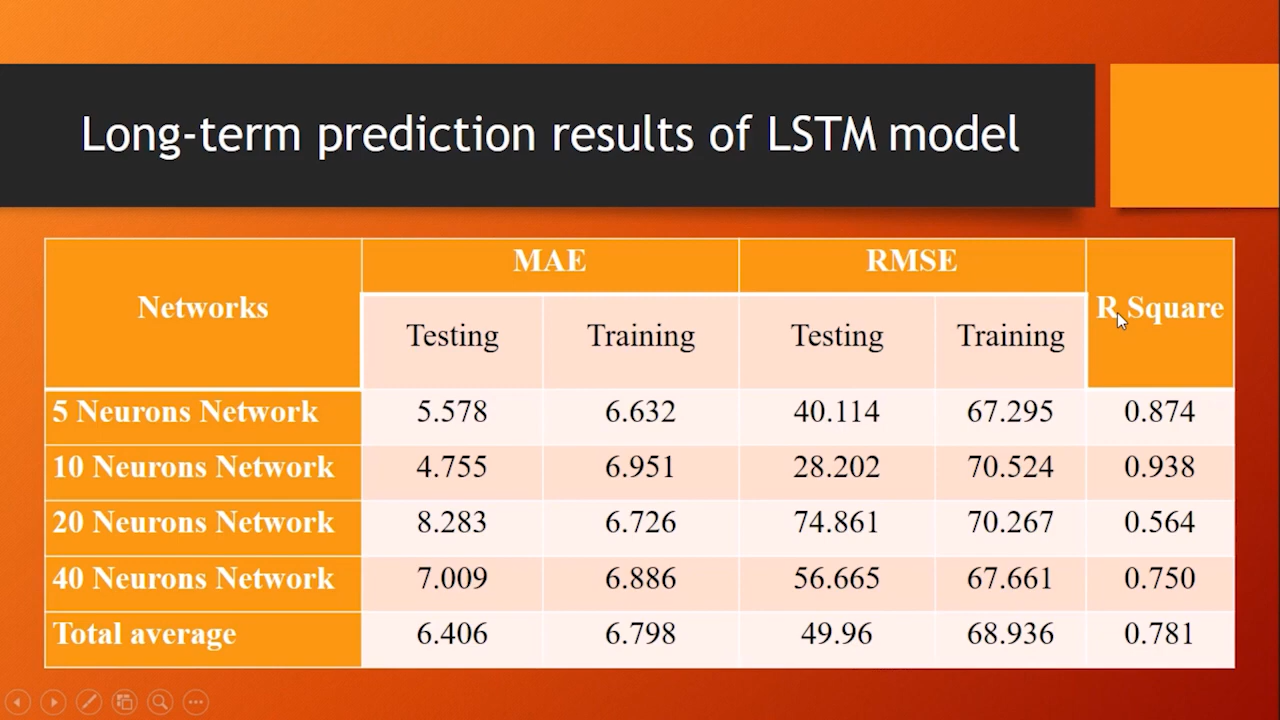 Long-term prediction results of LSTM model
Networks MAE RMSE R Square
Testing Training Testing Training
5 Neurons Network 5.578 6.632 40.114 67.295 0.874
10 Neurons Network 4.755 6.951 28.202 70.524 0.938
20 Neurons Network 8.283 6.726 74.861 70.267 0.564
40 Neurons Network 7.009 6.886 56.665 67.661 0.750
Total average 6.406 6.798 49.96 68.936 0.781